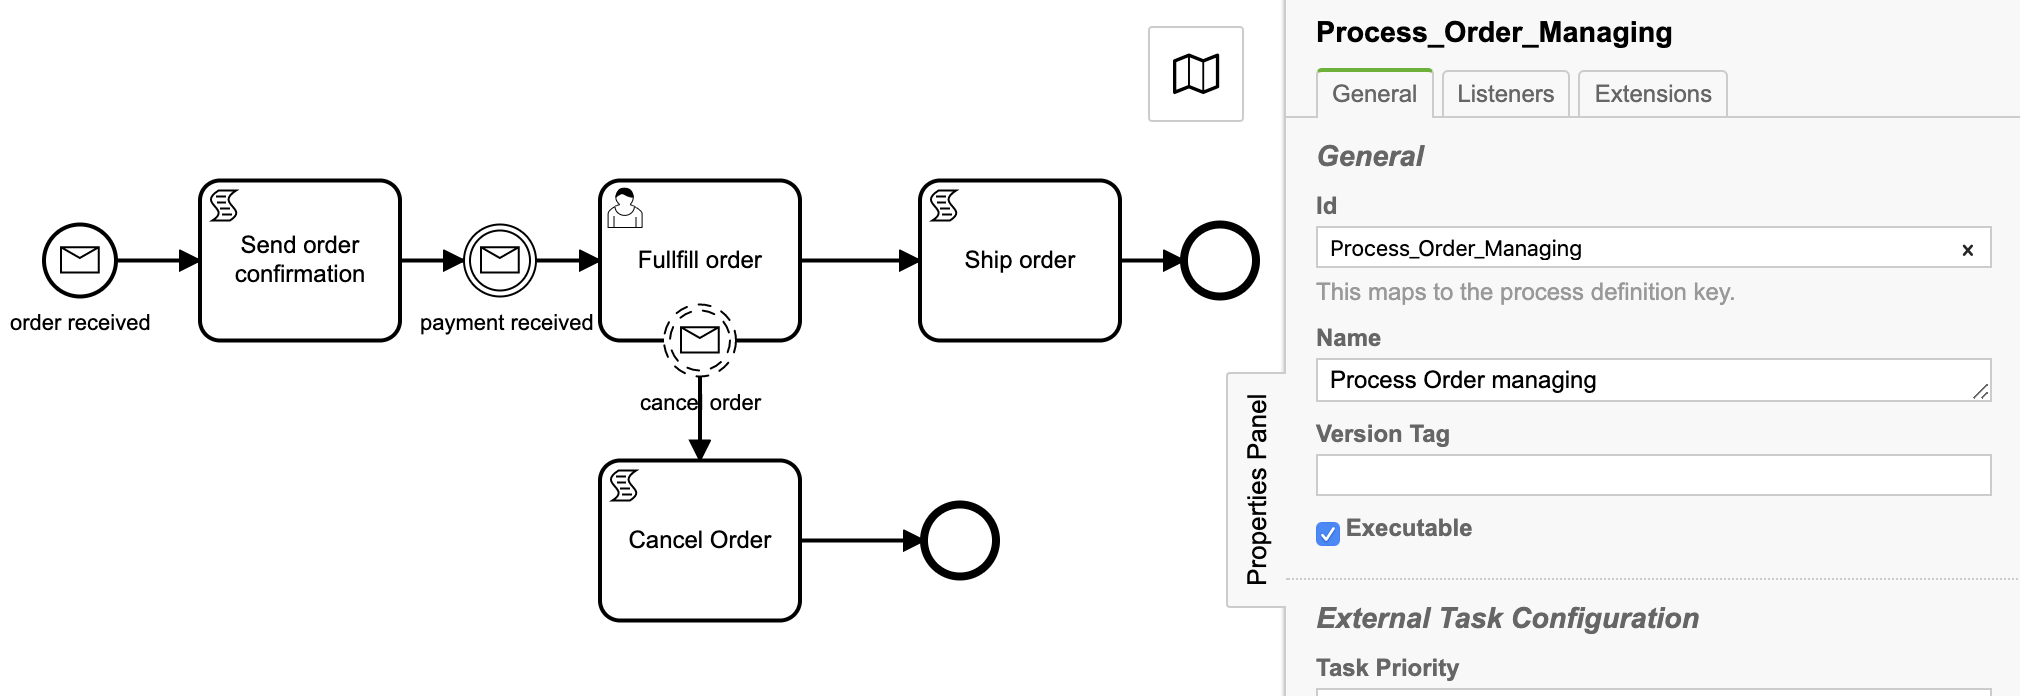 order received
Send order
confirmation
payment received
Fullfill order
cancel order
Ship order
Cancel Order
Properties Panel
Process_Order_Managing
General
Listeners
Extensions
General
Id
Process_Order_Managing
x
This maps to the process definition key.
Name
Process Order managing
Version Tag
Executable
External Task Configuration
Task Priority